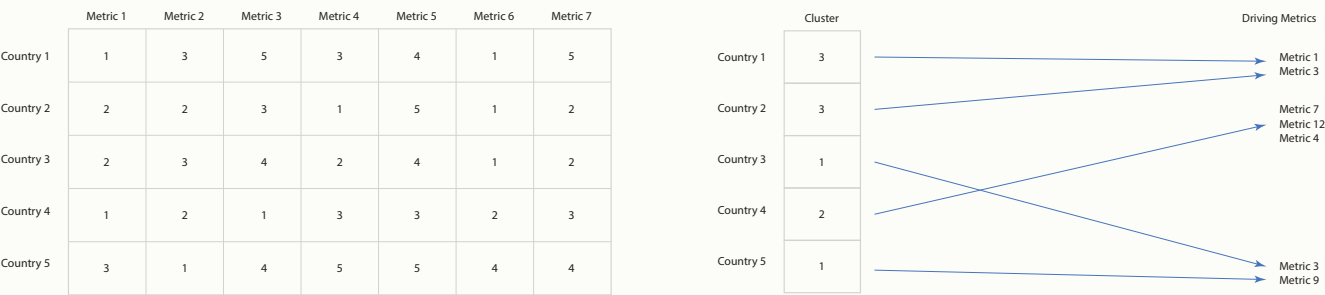 Metric 1 Metric 2 Metric 3 Metric 4 Metric 5 Metric 6 Metric 7
Country 1 1 3 5 3 4 1 5
Country 2 2 2 3 1 5 1 2
Country 3 2 3 4 2 4 1 2
Country 4 1 2 1 3 3 2 3
Country 5 3 1 4 5 5 4 4
Cluster
Country 1 3
Country 2 3
Country 3 1
Country 4 2
Country 5 1
Driving Metrics
Metric 1
Metric 3
Metric 7
Metric 12
Metric 4
Metric 3
Metric 9